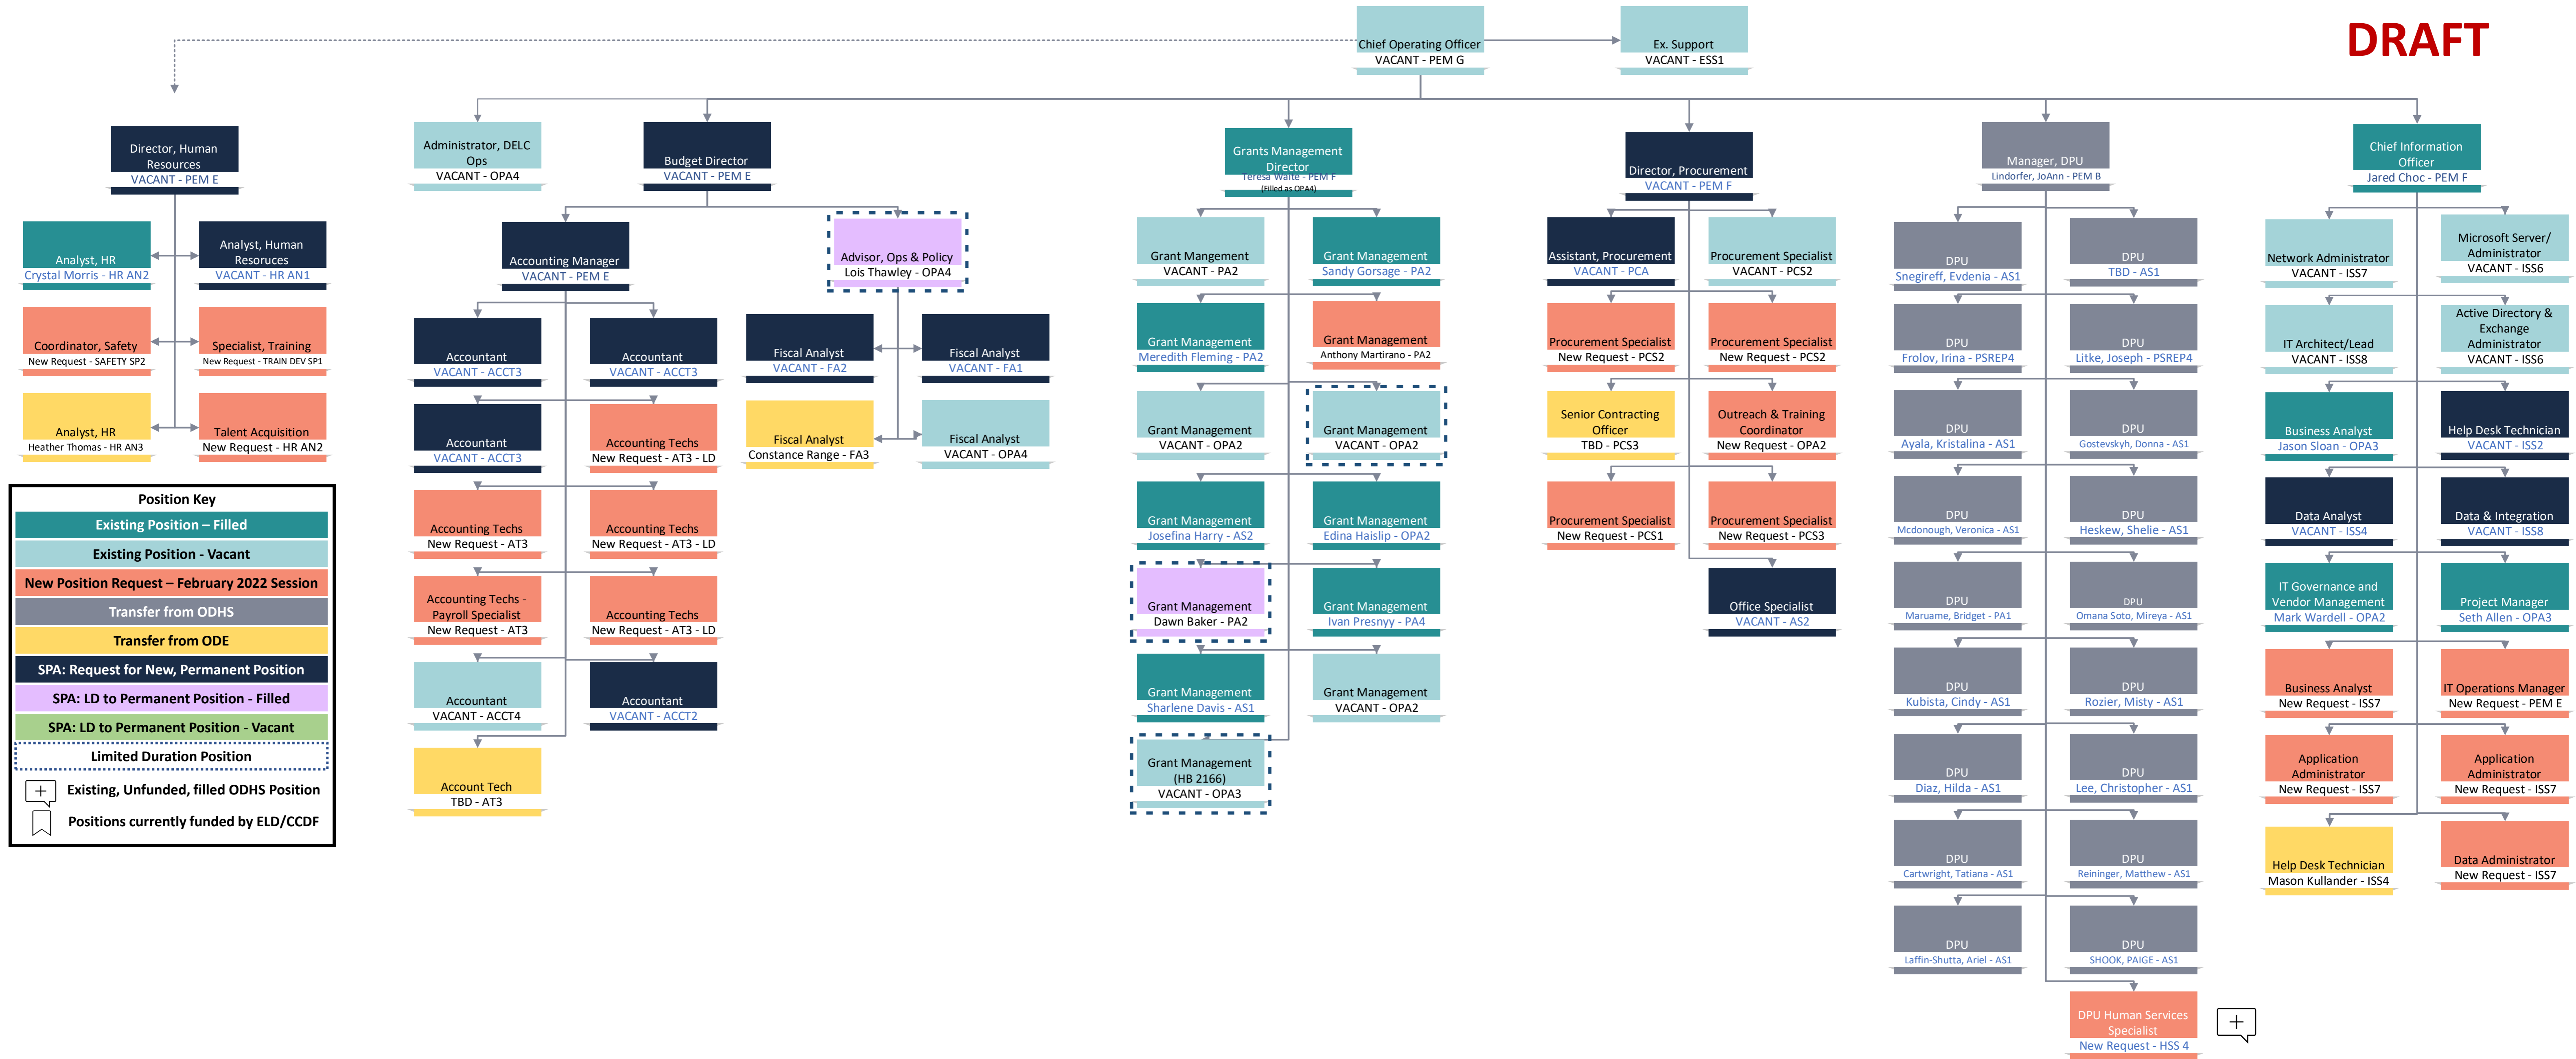 DRAFT
Chief Operating Officer
VACANT - PEM G
Ex. Support
VACANT - ESS1
Director, Human
Resources
VACANT - PEM E
Analyst, HR
Crystal Morris - HR AN2
Analyst, Human
Resoruces
VACANT - HR AN1
Coordinator, Safety
New Request - SAFETY SP2
Specialist, Training
New Request - TRAIN DEV SP1
Analyst, HR
Heather Thomas - HR AN3
Talent Acquisition
New Request - HR AN2
Position Key
Existing Position – Filled
Existing Position - Vacant
New Position Request – February 2022 Session
Transfer from ODHS
Transfer from ODE
SPA: Request for New, Permanent Position
SPA: LD to Permanent Position - Filled
SPA: LD to Permanent Position - Vacant
Limited Duration Position
Existing, Unfunded, filled ODHS Position
Positions currently funded by ELD/CCDF
Administrator, DELC
Ops
VACANT - OPA4
Budget Director
VACANT - PEM E
Accounting Manager
VACANT - PEM E
Advisor, Ops & Policy
Lois Thawley - OPA4
Accountant
VACANT - ACCT3
Accountant
VACANT - ACCT3
Accountant
VACANT - ACCT3
Accounting Techs
New Request - AT3 - LD
Accounting Techs
New Request - AT3
Accounting Techs
New Request - AT3 - LD
Accounting Techs -
Payroll Specialist
New Request - AT3
Accounting Techs
New Request - AT3 - LD
Accountant
VACANT - ACCT4
Accountant
VACANT - ACCT2
Account Tech
TBD - AT3
Fiscal Analyst
VACANT - FA2
Fiscal Analyst
VACANT - FA1
Fiscal Analyst
Constance Range - FA3
Fiscal Analyst
VACANT - OPA4
Grants Management
Director
Teresa Waite - PEM F
(Filled as OPA4)
Grant Mangement
VACANT - PA2
Grant Management
Sandy Gorsage - PA2
Grant Management
Meredith Fleming - PA2
Grant Management
Anthony Martirano - PA2
Grant Management
VACANT - OPA2
Grant Management
VACANT - OPA2
Grant Management
Josefina Harry - AS2
Grant Management
Edina Haislip - OPA2
Grant Management
Dawn Baker - PA2
Grant Management
Ivan Presnyy - PA4
Grant Management
Sharlene Davis - AS1
Grant Management
VACANT - OPA2
Grant Management
(HB 2166)
VACANT - OPA3
Director, Procurement
VACANT - PEM F
Assistant, Procurement
VACANT - PCA
Procurement Specialist
VACANT - PCS2
Procurement Specialist
New Request - PCS2
Procurement Specialist
New Request - PCS2
Senior Contracting
Officer
TBD - PCS3
Outreach & Training
Coordinator
New Request - OPA2
Procurement Specialist
New Request - PCS1
Procurement Specialist
New Request - PCS3
Office Specialist
VACANT - AS2
Manager, DPU
Lindorfer, JoAnn - PEM B
DPU
Snegireff, Evdenia - AS1
DPU
TBD - AS1
DPU
Frolov, Irina - PSREP4
DPU
Litke, Joseph - PSREP4
DPU
Ayala, Kristalina - AS1
DPU
Gostevskyh, Donna - AS1
DPU
Mcdonough, Veronica - AS1
DPU
Heskew, Shelie - AS1
DPU
Maruame, Bridget - PA1
DPU
Omana Soto, Mireya - AS1
DPU
Kubista, Cindy - AS1
DPU
Rozier, Misty - AS1
DPU
Diaz, Hilda - AS1
DPU
Lee, Christopher - AS1
DPU
Cartwright, Tatiana - AS1
DPU
Reininger, Matthew - AS1
DPU
Laffin-Shutta, Ariel - AS1
DPU
SHOOK, PAIGE - AS1
DPU Human Services
Specialist
New Request - HSS 4
Chief Information
Officer
Jared Choc - PEM F
Network Administrator
VACANT - ISS7
Microsoft Server/
Administrator
VACANT - ISS6
IT Architect/Lead
VACANT - ISS8
Active Directory &
Exchange
Administrator
VACANT - ISS6
Business Analyst
Jason Sloan - OPA3
Help Desk Technician
VACANT - ISS2
Data Analyst
VACANT - ISS4
Data & Integration
VACANT - ISS8
IT Governance and
Vendor Management
Mark Wardell - OPA2
Project Manager
Seth Allen - OPA3
Business Analyst
New Request - ISS7
IT Operations Manager
New Request - PEM E
Application
Administrator
New Request - ISS7
Application
Administrator
New Request - ISS7
Help Desk Technician
Mason Kullander - ISS4
Data Administrator
New Request - ISS7